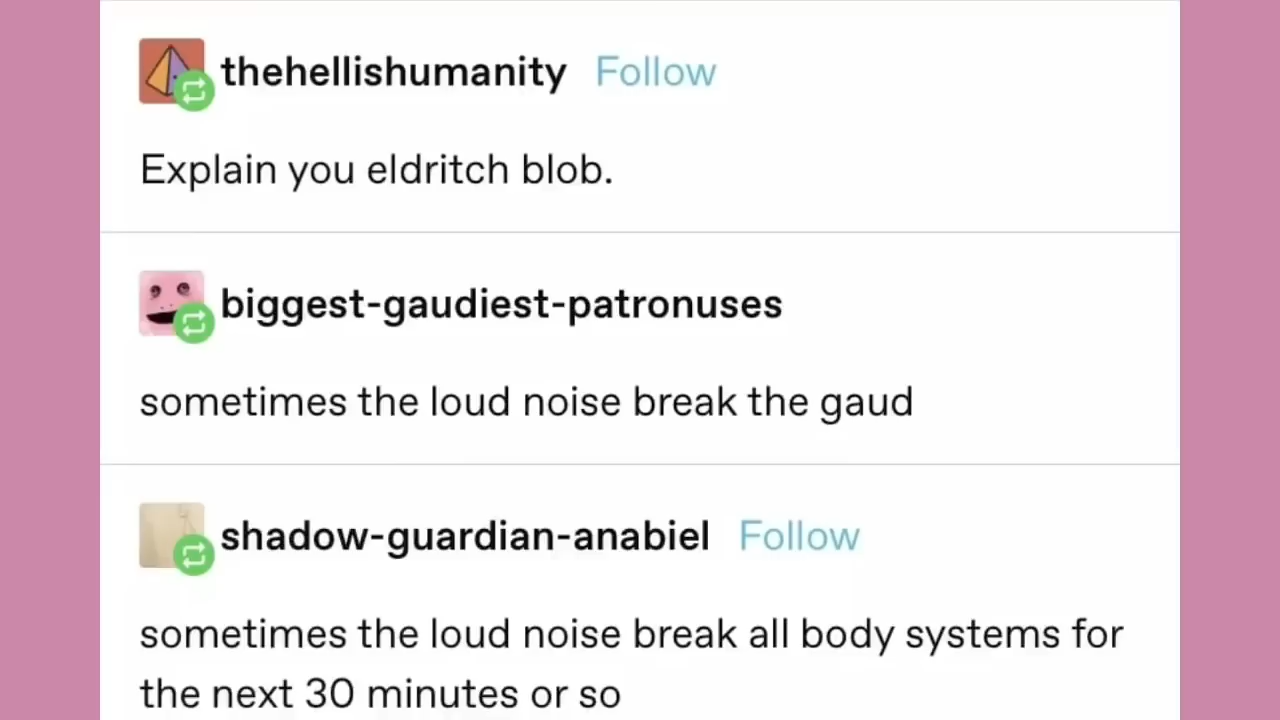 thehellishumanity Follow
Explain you eldritch blob.
biggest-gaudiest-patronuses
sometimes the loud noise break the gaud
shadow-guardian-anabiel Follow
sometimes the loud noise break all body systems for
the next 30 minutes or so